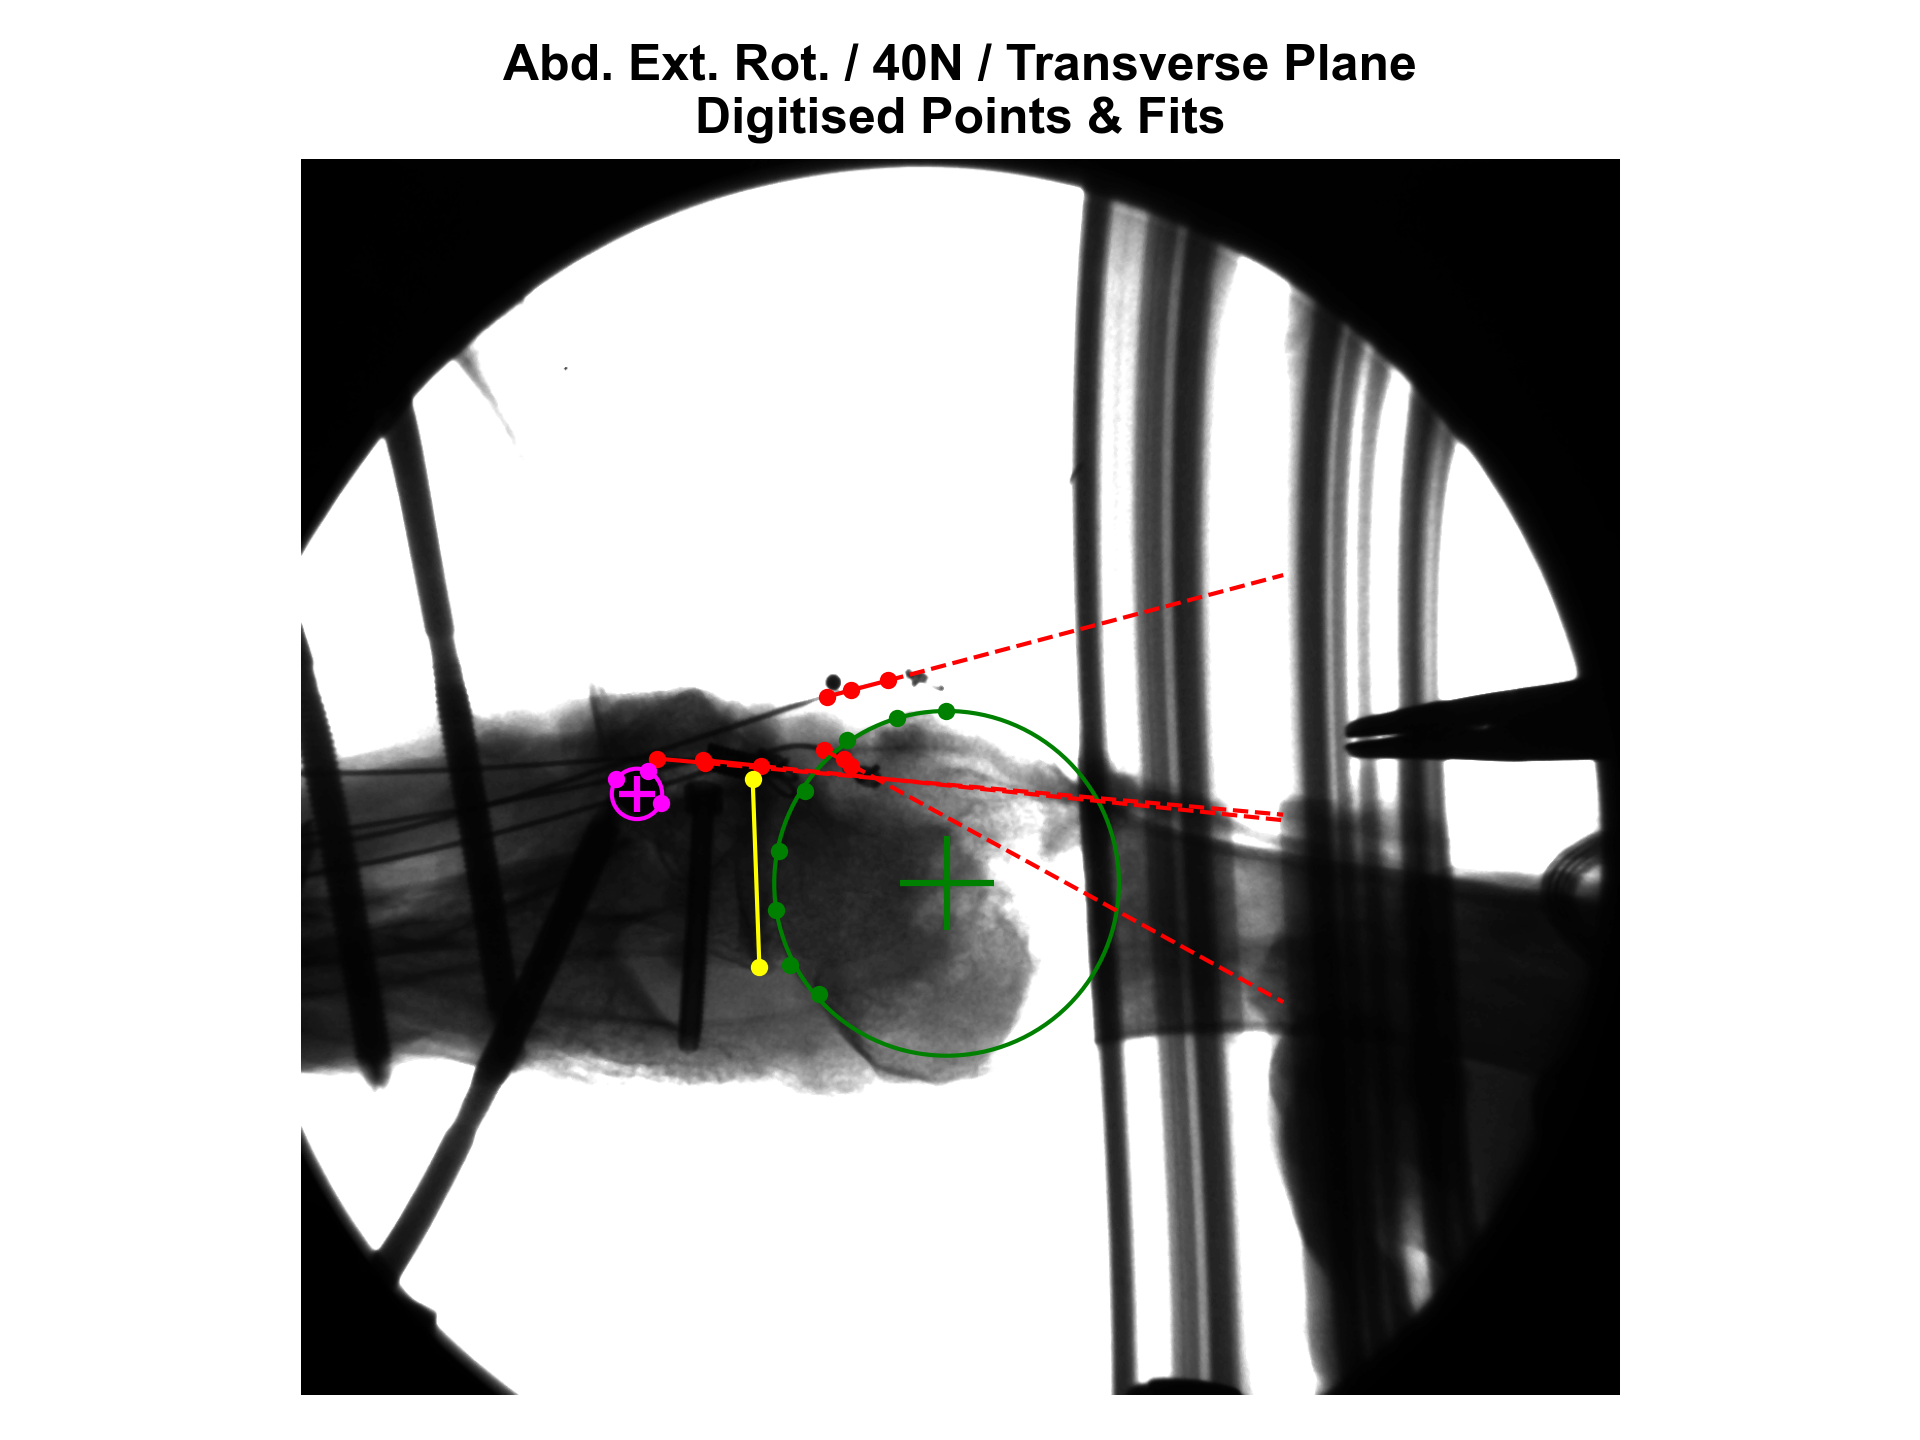 Abd. Ext. Rot. / 40N / Transverse Plane
Digitised Points & Fits